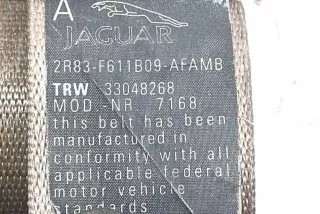 A
JAGUAR
2R83-F611B09-AFAMB
TRW 33048268
MOD.-NR. 7168
this belt has been
manufactured in
conformity with all
applicable federal
motor vehicle
standards